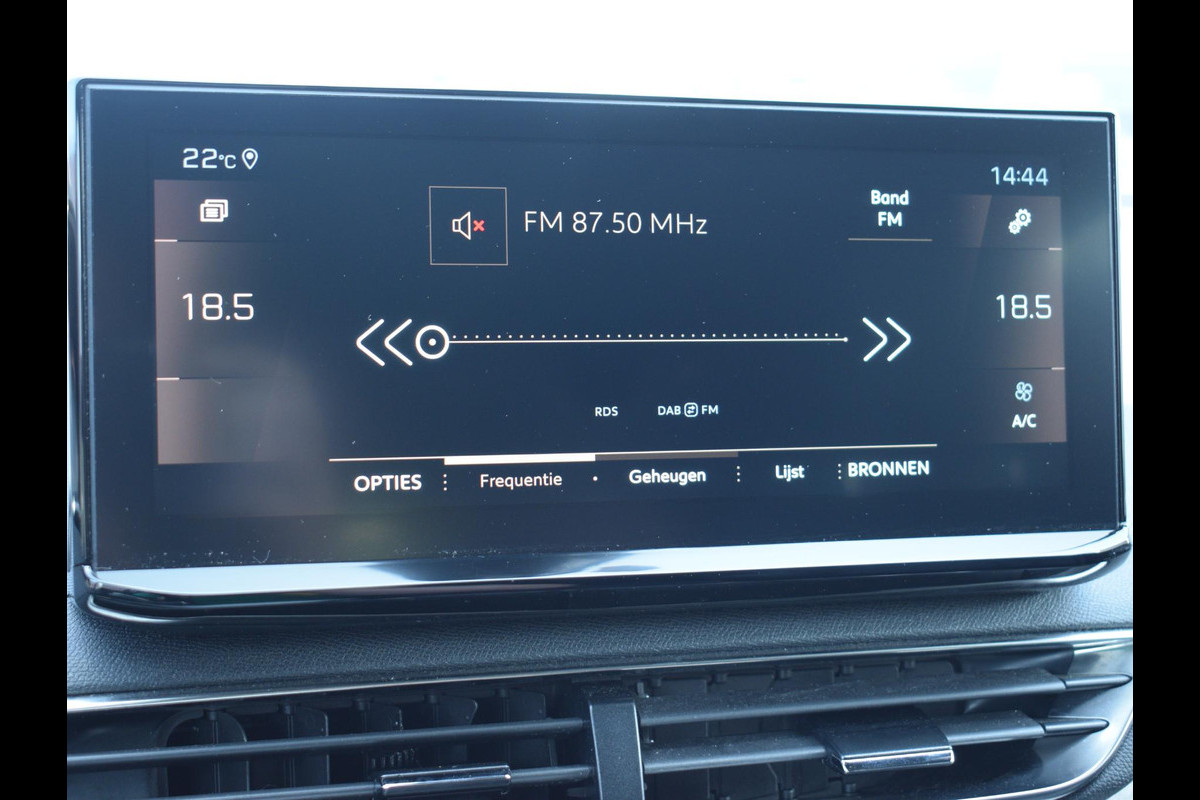 22°C
14:44
FM 87.50 MHz
Band
FM
18.5
18.5
RDS
DAB FM
A/C
OPTIES
Frequentie
Geheugen
Lijst
BRONNEN